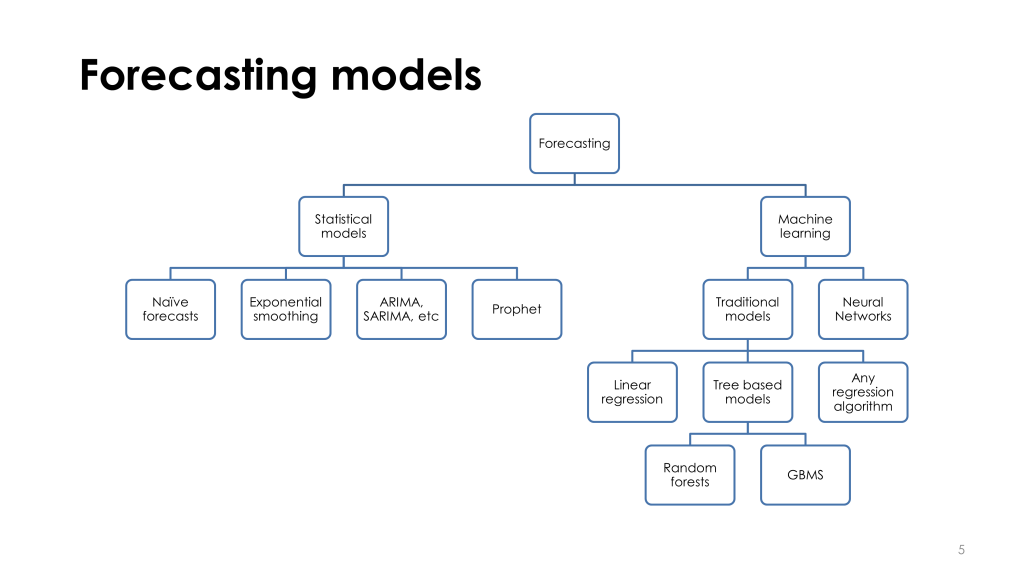 Forecasting models
Forecasting
Statistical
models
Machine
learning
Naïve
forecasts
Exponential
smoothing
ARIMA,
SARIMA, etc
Prophet
Traditional
models
Neural
Networks
Linear
regression
Tree based
models
Any
regression
algorithm
Random
forests
GBMS
5